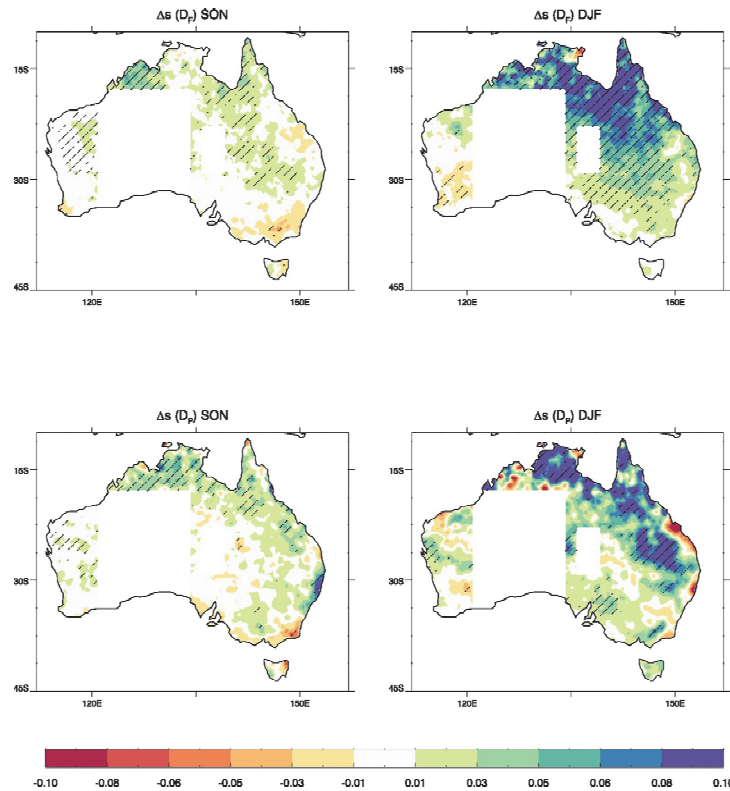 Δs (D_F) SON
Δs (D_F) DJF
15S
30S
45S
120E
150E
15S
30S
45S
120E
150E
Δs (D_P) SON
Δs (D_P) DJF
15S
30S
45S
120E
150E
15S
30S
45S
120E
150E
-0.10 -0.08 -0.06 -0.05 -0.03 -0.01 0.01 0.03 0.05 0.06 0.08 0.10